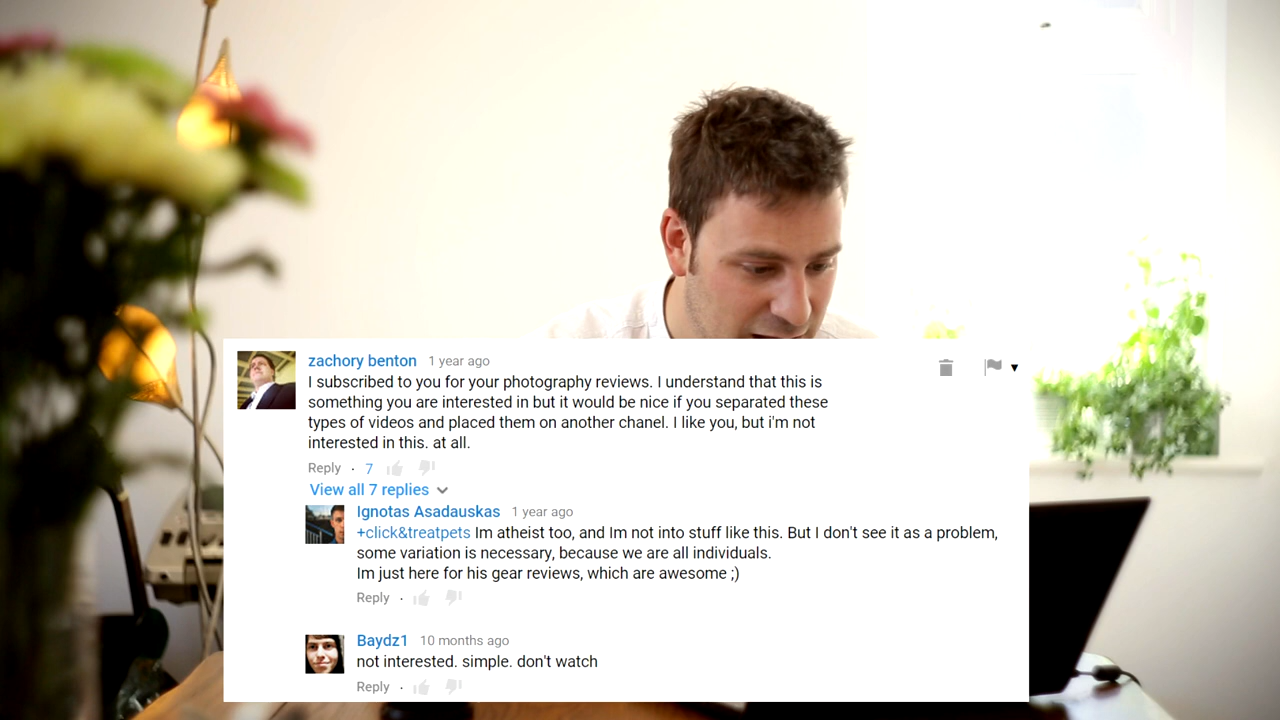 zachory benton 1 year ago
I subscribed to you for your photography reviews. I understand that this is
something you are interested in but it would be nice if you separated these
types of videos and placed them on another chanel. I like you, but i'm not
interested in this. at all.
Reply · 7
View all 7 replies
Ignotas Asadauskas 1 year ago
+click&treatpets Im atheist too, and Im not into stuff like this. But I don't see it as a problem,
some variation is necessary, because we are all individuals.
Im just here for his gear reviews, which are awesome ;)
Reply ·
Baydz1 10 months ago
not interested. simple. don't watch
Reply ·